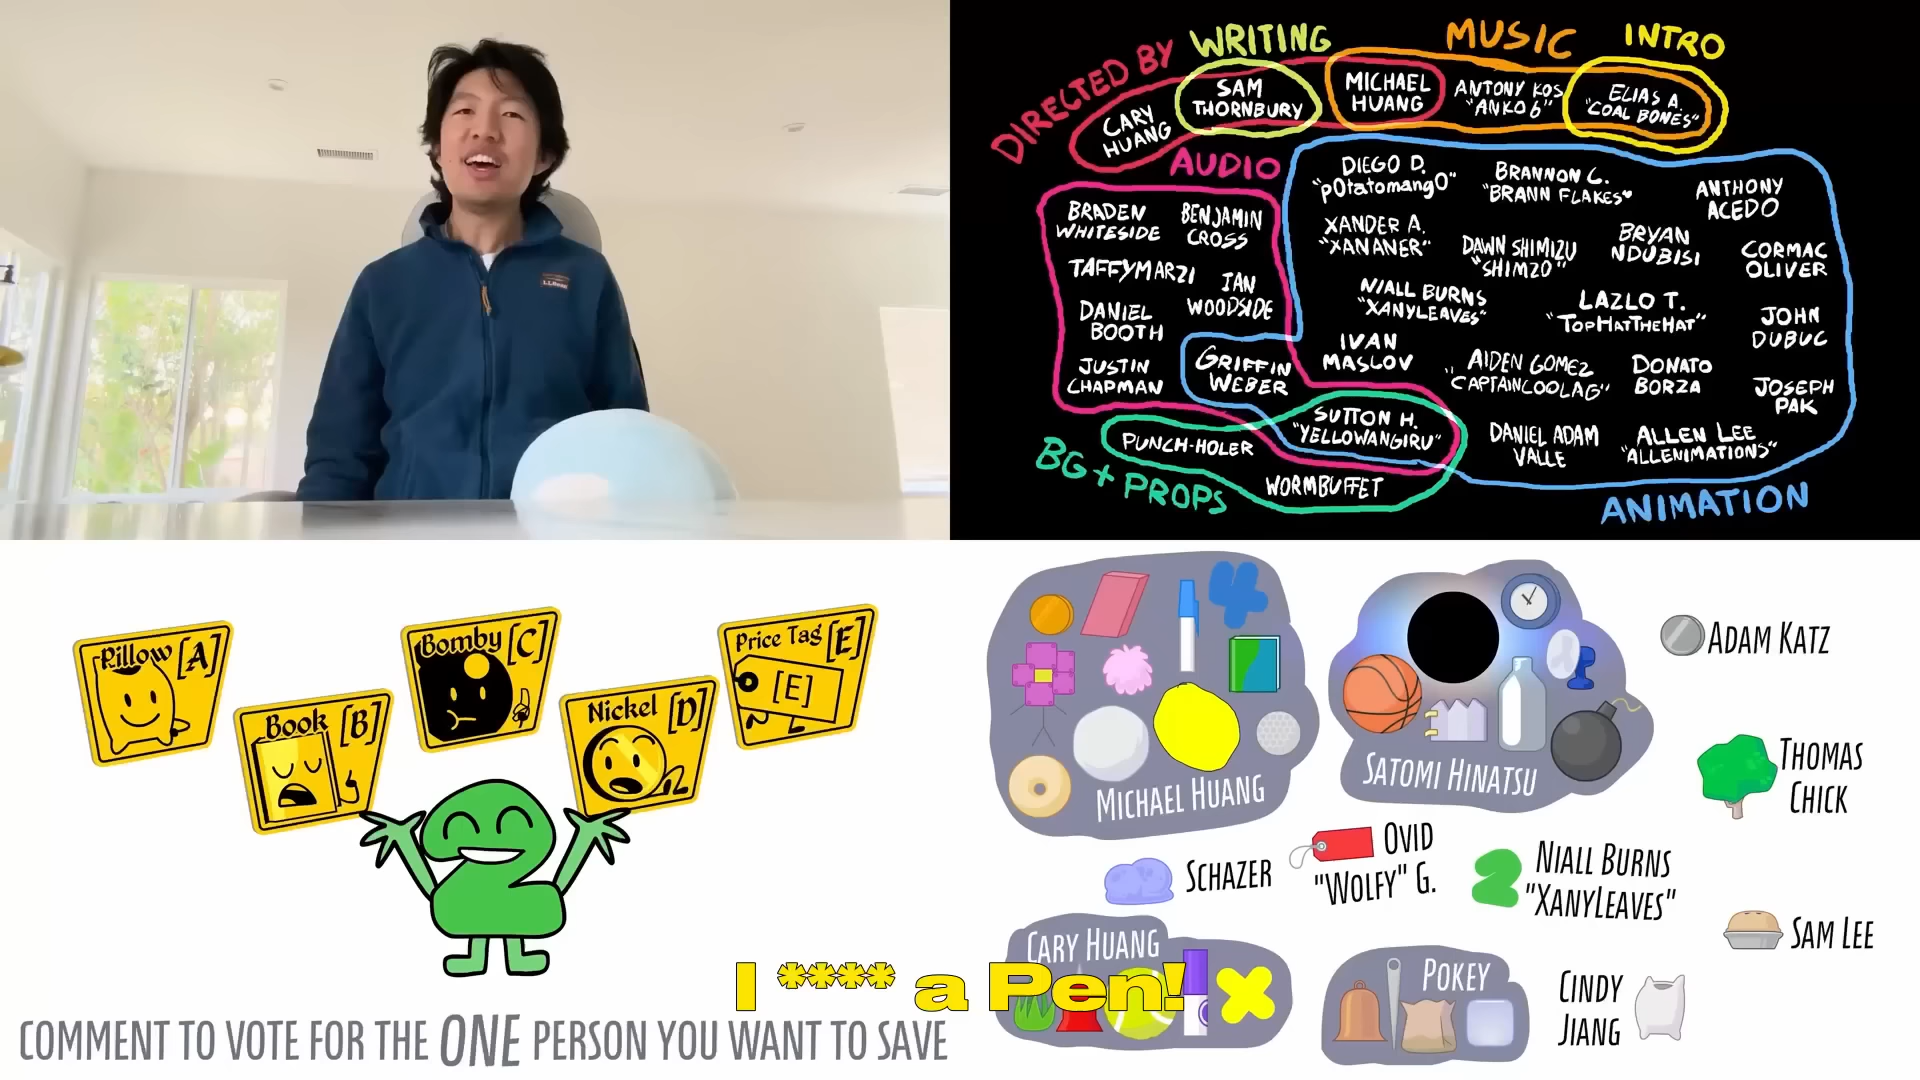 DIRECTED BY
WRITING
MUSIC
INTRO
CARY
HUANG
SAM
THORNBURY
MICHAEL
HUANG
ANTONY KOS
"ANKO6"
ELIAS A.
"COAL BONES"
AUDIO
BRADEN
WHITESIDE
BENJAMIN
CROSS
TAFFYMARZI
IAN
WOODSIDE
DANIEL
BOOTH
JUSTIN
CHAPMAN
GRIFFIN
WEBER
DIEGO D.
"p0tatomang0"
BRANNON C.
"BRANN FLAKES"
ANTHONY
ACEDO
XANDER A.
"XANANER"
DAWN SHIMIZU
"SHIMZO"
BRYAN
NDUBISI
CORMAC
OLIVER
NIALL BURNS
"XANYLEAVES"
LAZLO T.
"TOPHATTHEHAT"
JOHN
DUBUC
IVAN
MASLOV
AIDEN GOMEZ
"CAPTAINCOOLAG"
DONATO
BORZA
JOSEPH
PAK
SUTTON H.
"YELLOWANGIRU"
DANIEL ADAM
VALLE
ALLEN LEE
"ALLENIMATIONS"
PUNCH-HOLER
WORMBUFFET
BG + PROPS
ANIMATION
Pillow [A]
Book [B]
Bomby [C]
Nickel [D]
Price Tag [E]
[E]
COMMENT TO VOTE FOR THE ONE PERSON YOU WANT TO SAVE
MICHAEL HUANG
SATOMI HINATSU
ADAM KATZ
THOMAS
CHICK
SCHAZER
OVID
"WOLFY" G.
NIALL BURNS
"XANYLEAVES"
SAM LEE
CARY HUANG
POKEY
CINDY
JIANG
I **** a Pen!